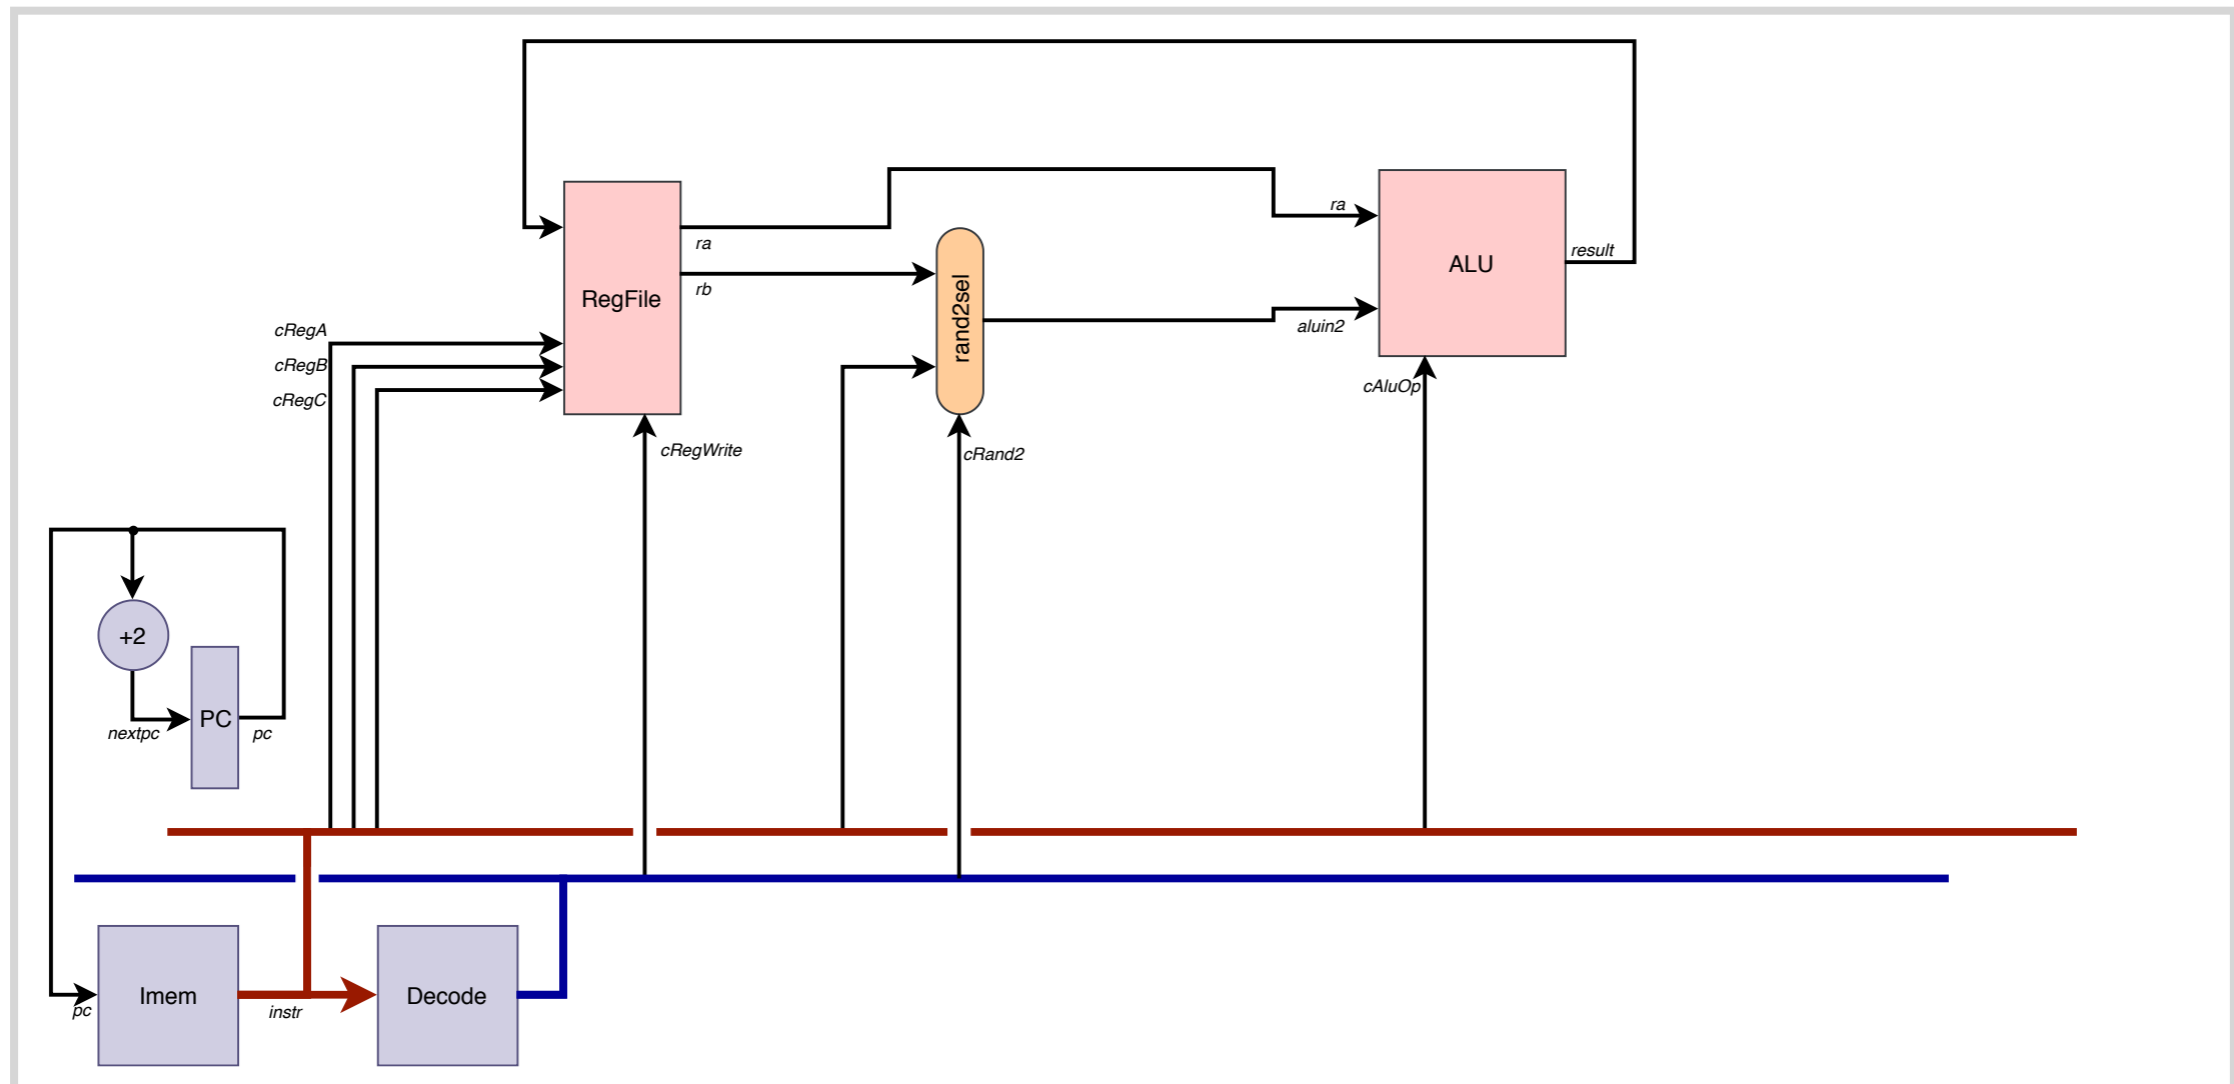 ra
result
ALU
ra
rb
RegFile
rand2sel
aluin2
cRegA
cRegB
cRegC
cAluOp
cRegWrite
cRand2
+2
PC
nextpc
pc
Imem
Decode
pc
instr